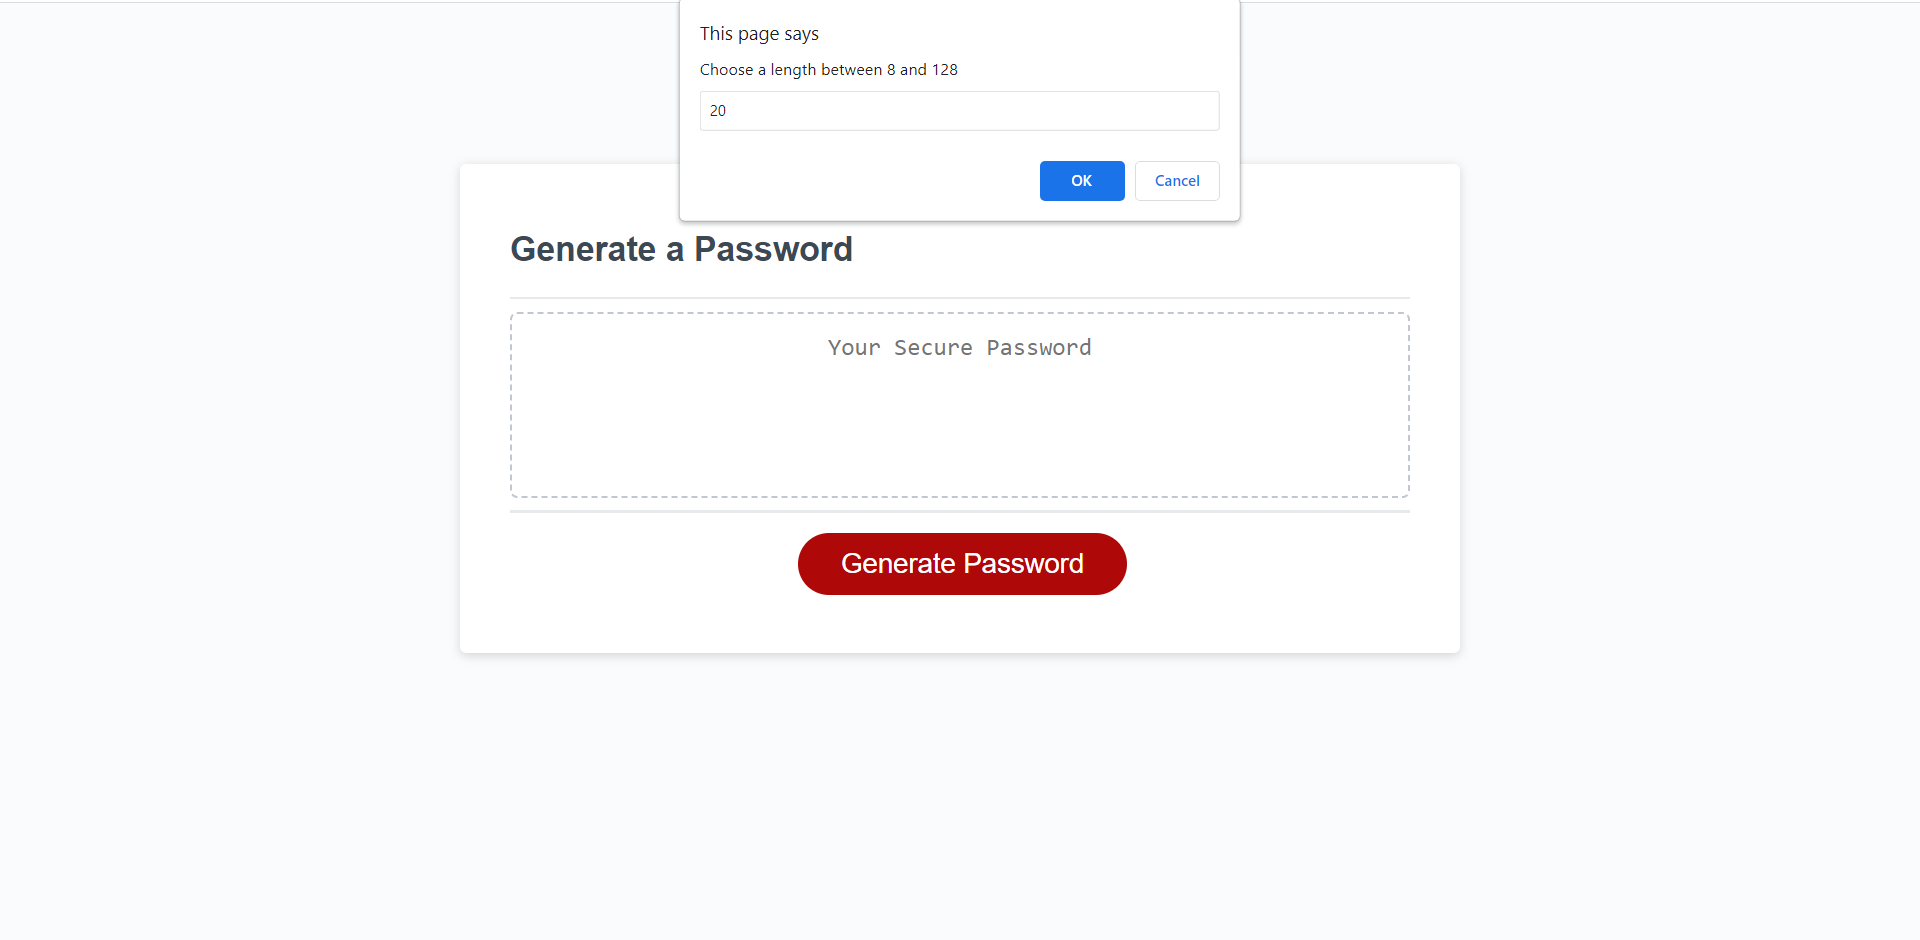 This page says
Choose a length between 8 and 128
20
OK Cancel
Generate a Password
Your Secure Password
Generate Password